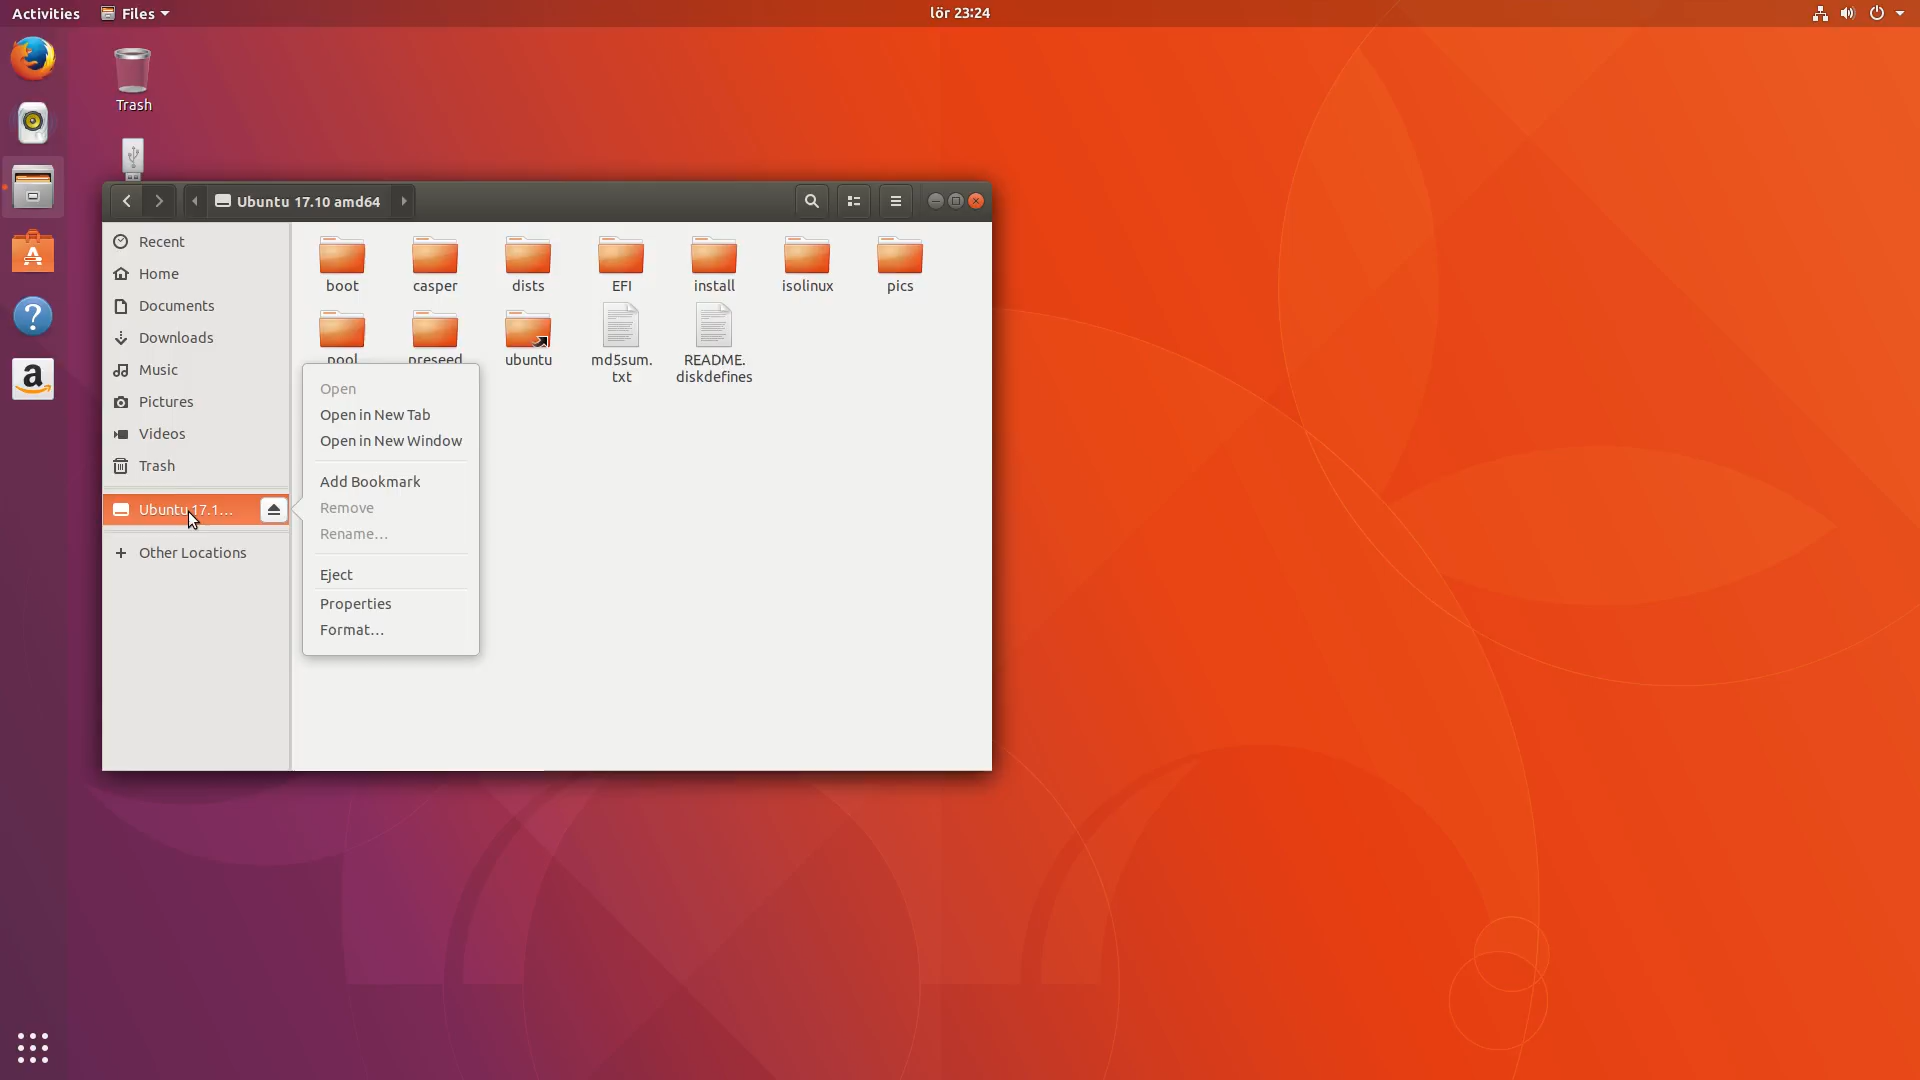 Activities
Files
lör 23:24
Trash
Ubuntu 17.10 amd64
Recent
Home
Documents
Downloads
Music
Pictures
Videos
Trash
Ubuntu 17.1…
Other Locations
boot
casper
dists
EFI
install
isolinux
pics
pool
preseed
ubuntu
md5sum.
txt
README.
diskdefines
Open
Open in New Tab
Open in New Window
Add Bookmark
Remove
Rename…
Eject
Properties
Format…